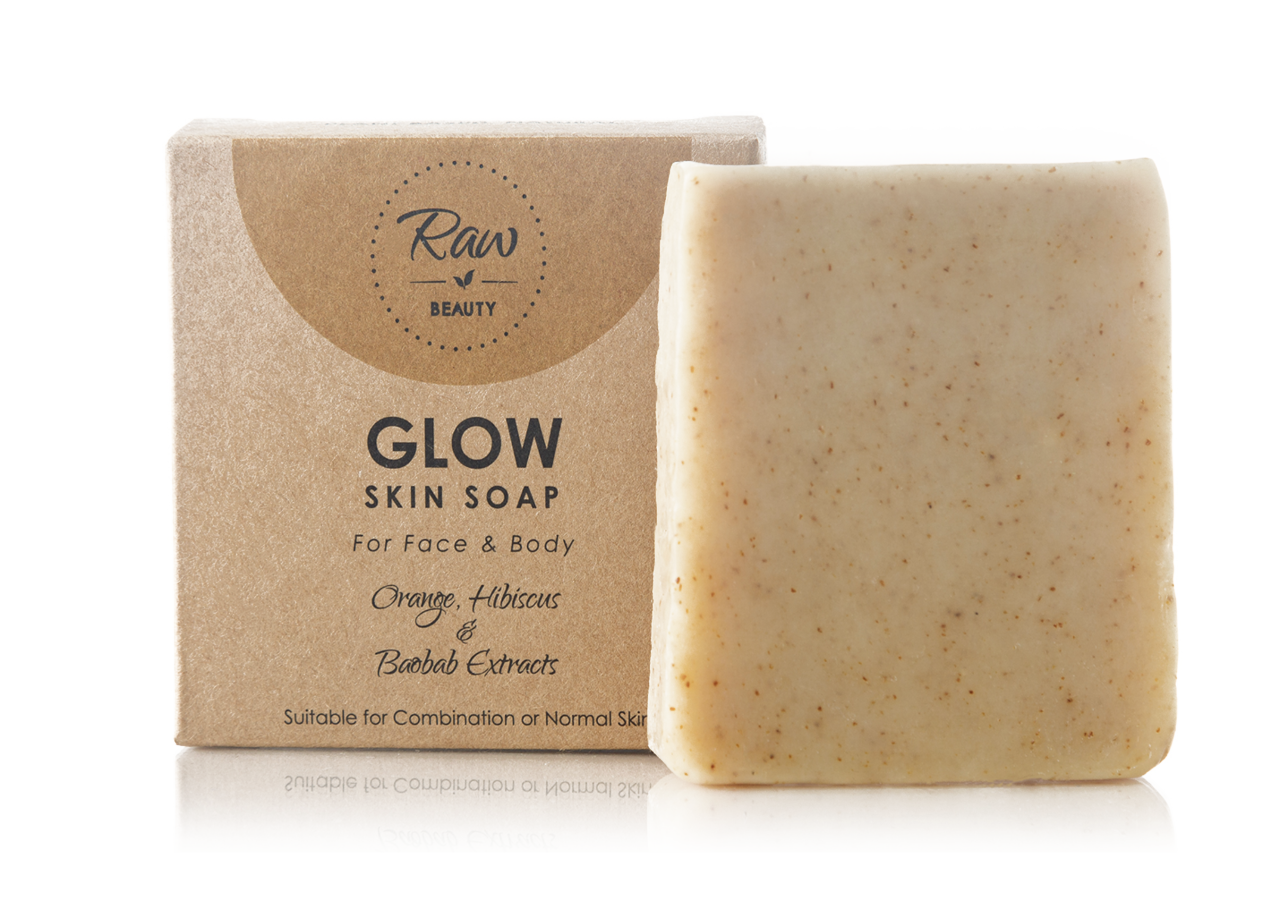 Raw
BEAUTY
GLOW
SKIN SOAP
For Face & Body
Orange, Hibiscus
&
Baobab Extracts
Suitable for Combination or Normal Skin